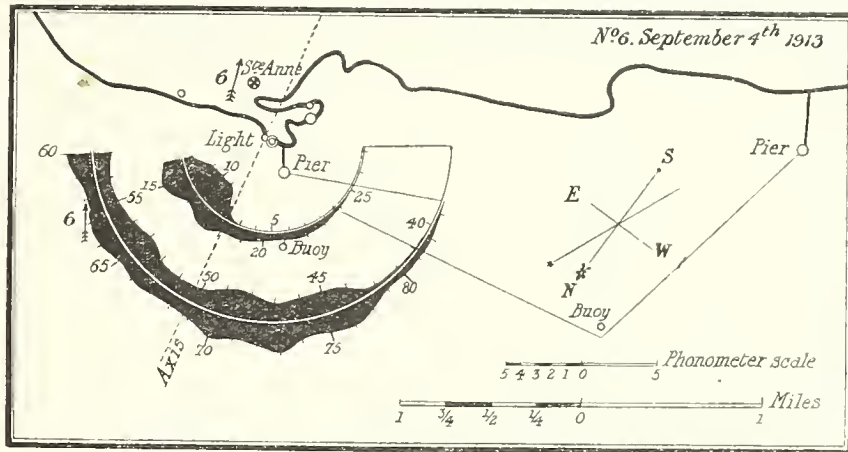 Nº6. September 4th 1913
6
Ste Anne
Light
Pier
Pier
60
10
15
55
6
65
5
20
Buoy
25
40
50
45
80
70
75
Axis
S
E
W
N
Buoy
5 4 3 2 1 0 5 Phonometer scale
1 3/4 1/2 1/4 0 1 Miles